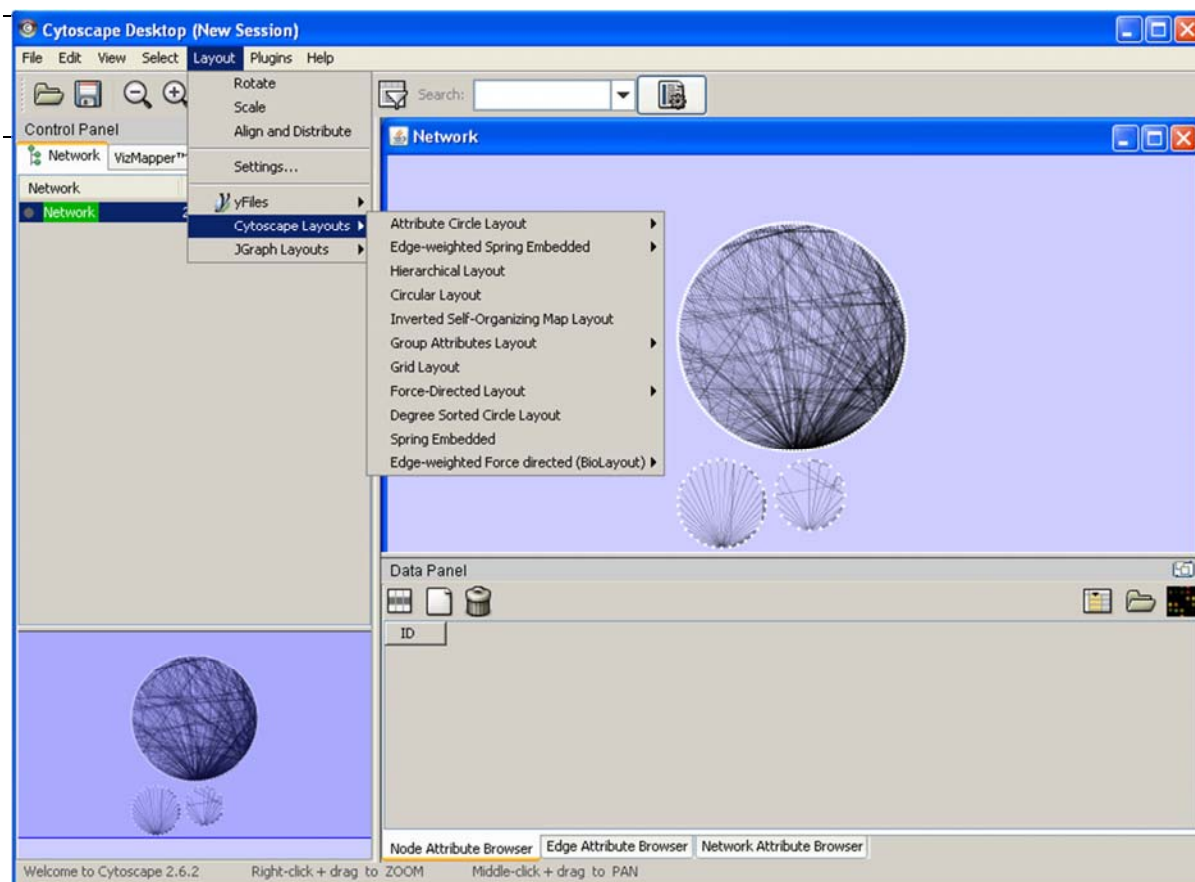 Cytoscape Desktop (New Session)
File Edit View Select Layout Plugins Help
Rotate
Scale
Align and Distribute
Settings...
yFiles
Cytoscape Layouts
JGraph Layouts
Search:
Control Panel
Network VizMapper™
Network
Network 2
Attribute Circle Layout
Edge-weighted Spring Embedded
Hierarchical Layout
Circular Layout
Inverted Self-Organizing Map Layout
Group Attributes Layout
Grid Layout
Force-Directed Layout
Degree Sorted Circle Layout
Spring Embedded
Edge-weighted Force directed (BioLayout)
Network
Data Panel
ID
Node Attribute Browser Edge Attribute Browser Network Attribute Browser
Welcome to Cytoscape 2.6.2 Right-click + drag to ZOOM Middle-click + drag to PAN